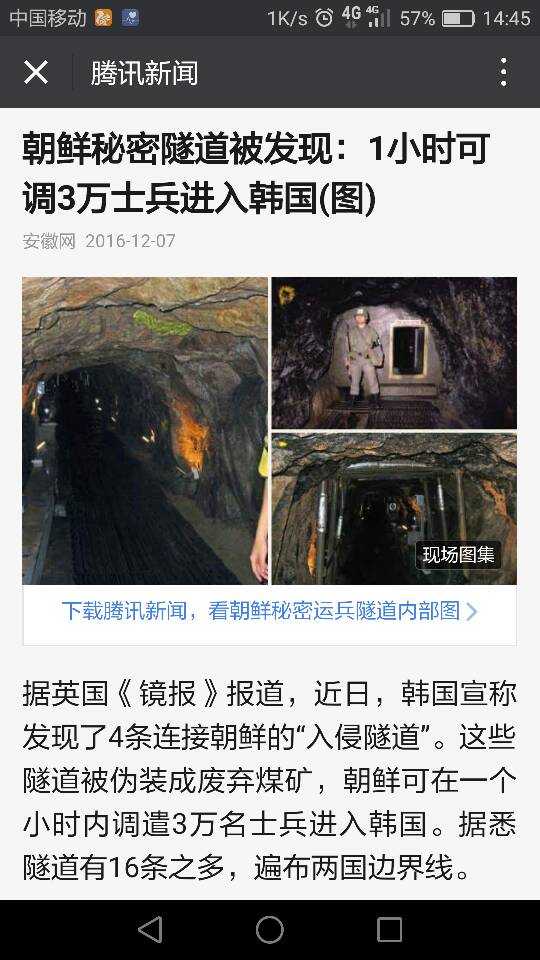 中国移动 1K/s 4G 4G 57% 14:45
腾讯新闻
朝鲜秘密隧道被发现：1小时可
调3万士兵进入韩国(图)
安徽网 2016-12-07
现场图集
下载腾讯新闻，看朝鲜秘密运兵隧道内部图
据英国《镜报》报道，近日，韩国宣称
发现了4条连接朝鲜的“入侵隧道”。这些
隧道被伪装成废弃煤矿，朝鲜可在一个
小时内调遣3万名士兵进入韩国。据悉
隧道有16条之多，遍布两国边界线。